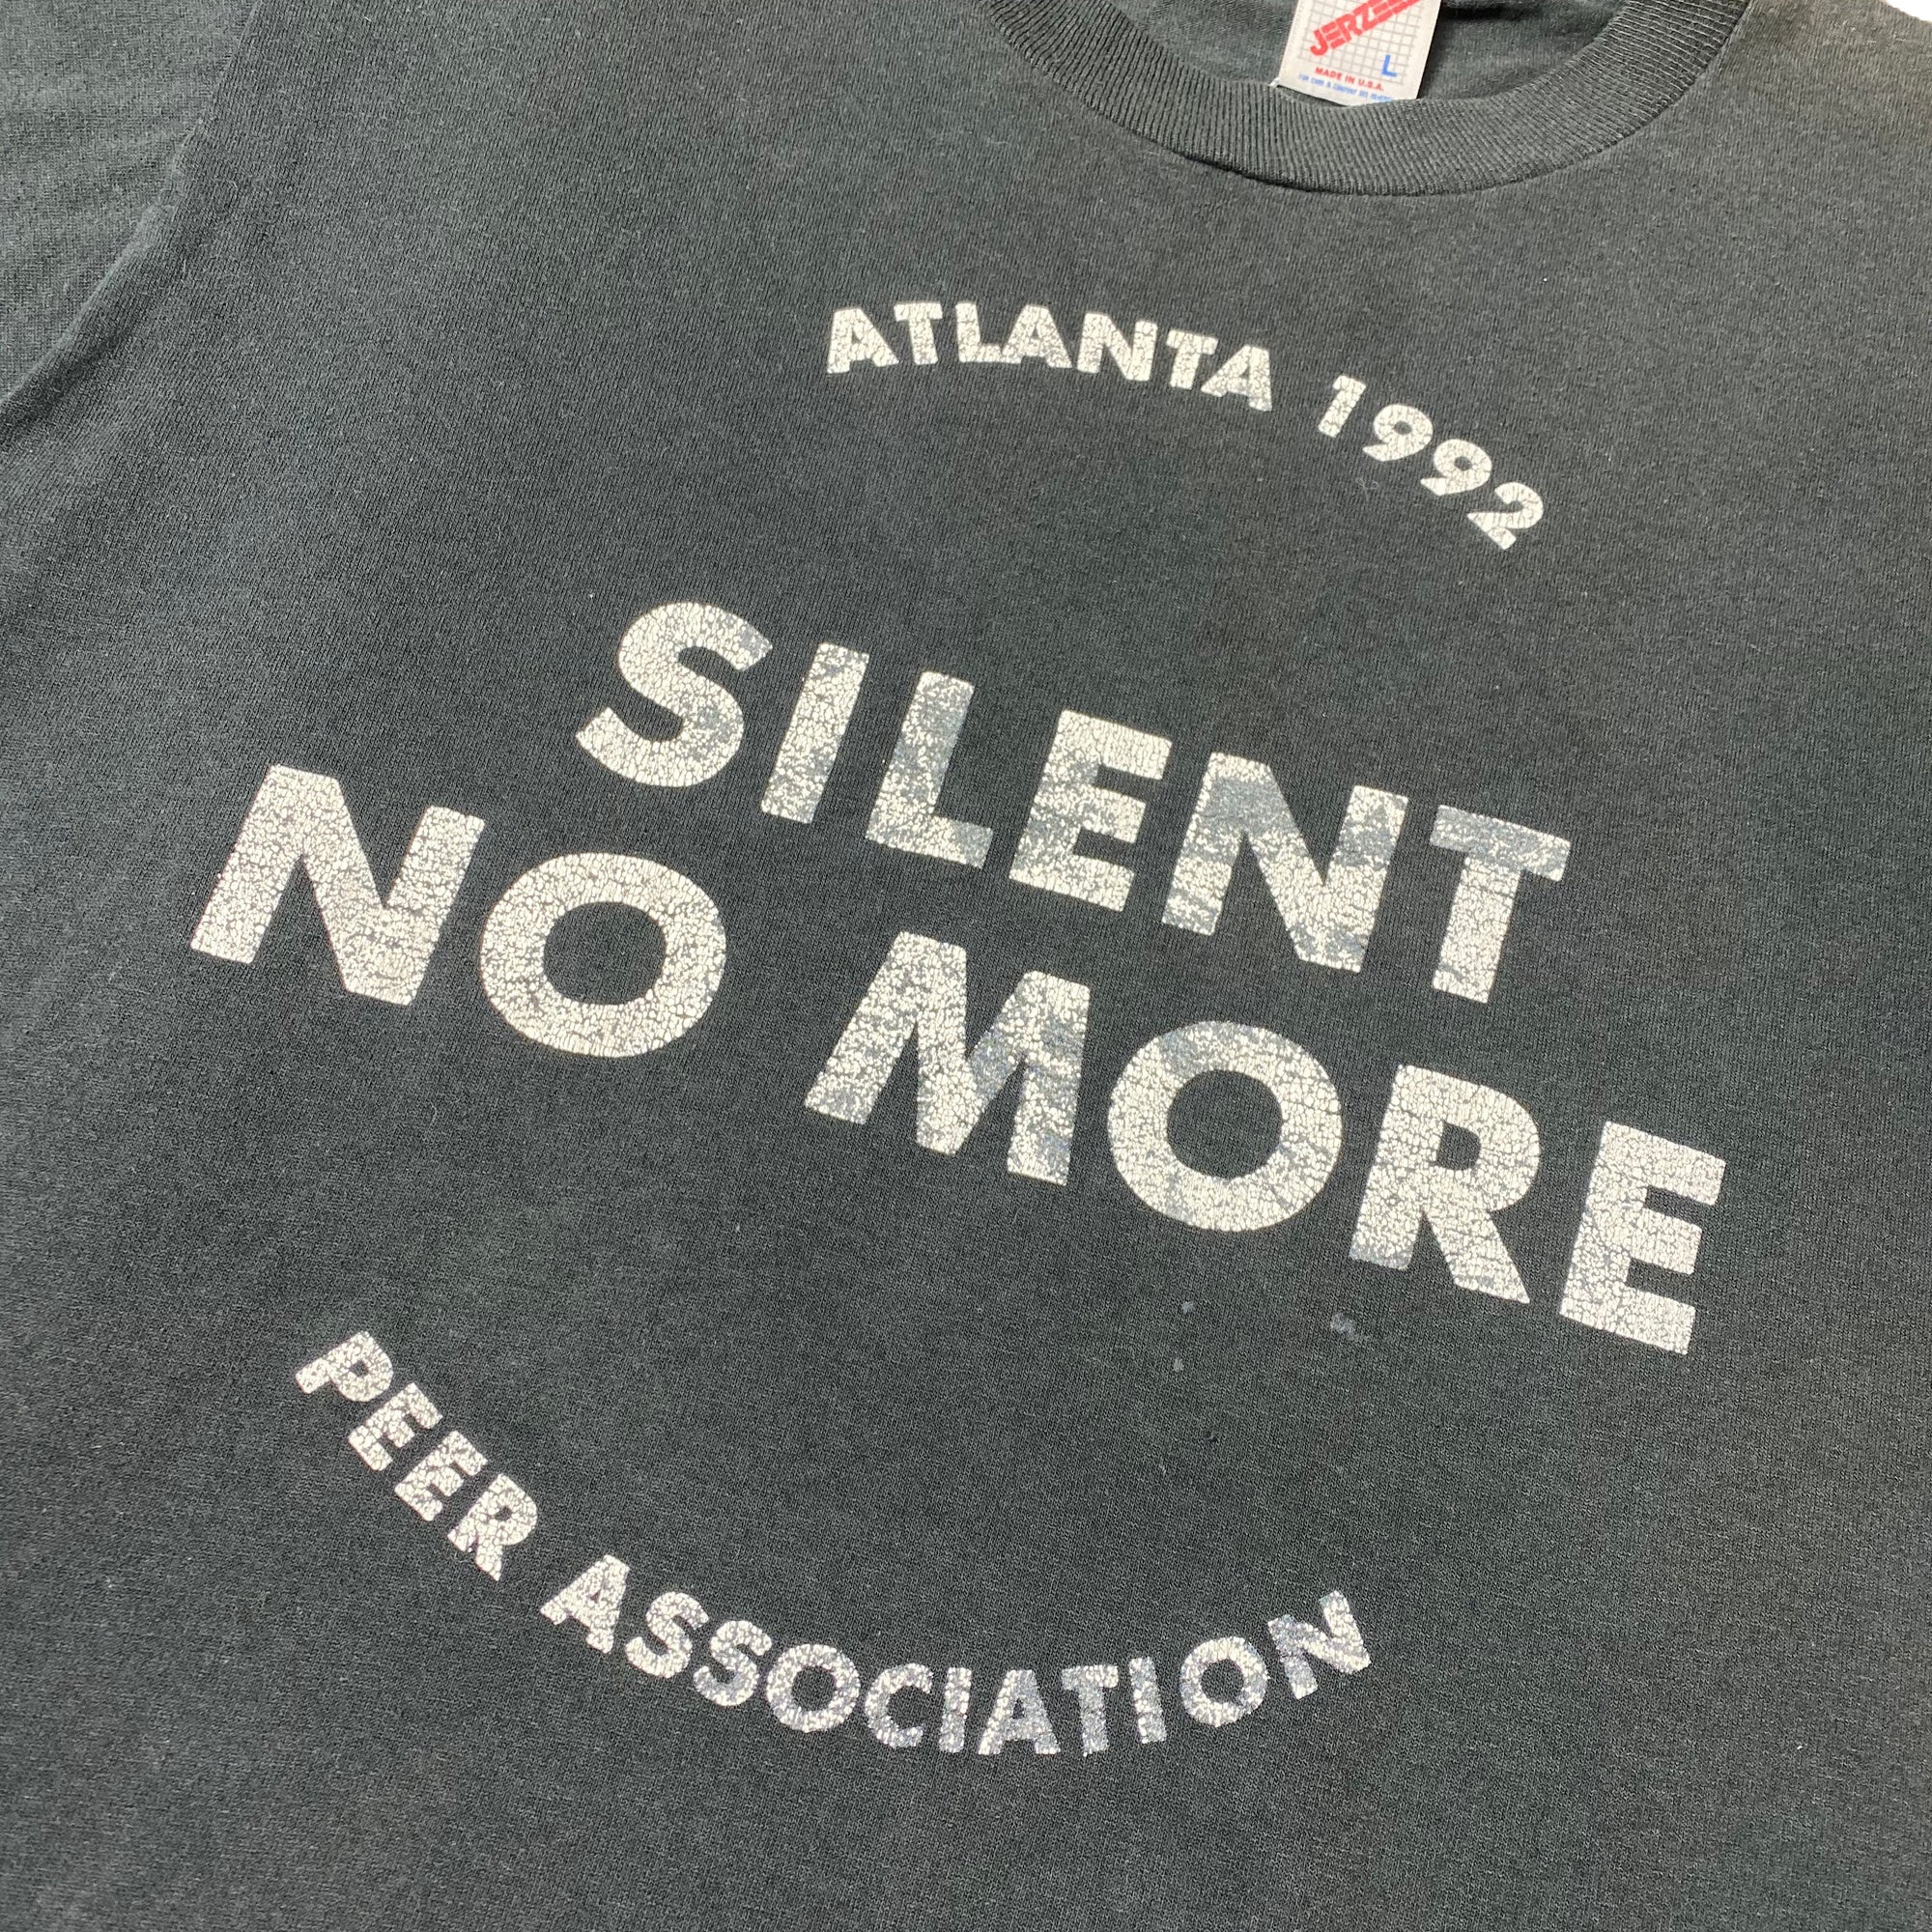 JERZEES
L
MADE IN U.S.A.
ATLANTA 1992
SILENT
NO MORE
PEER ASSOCIATION